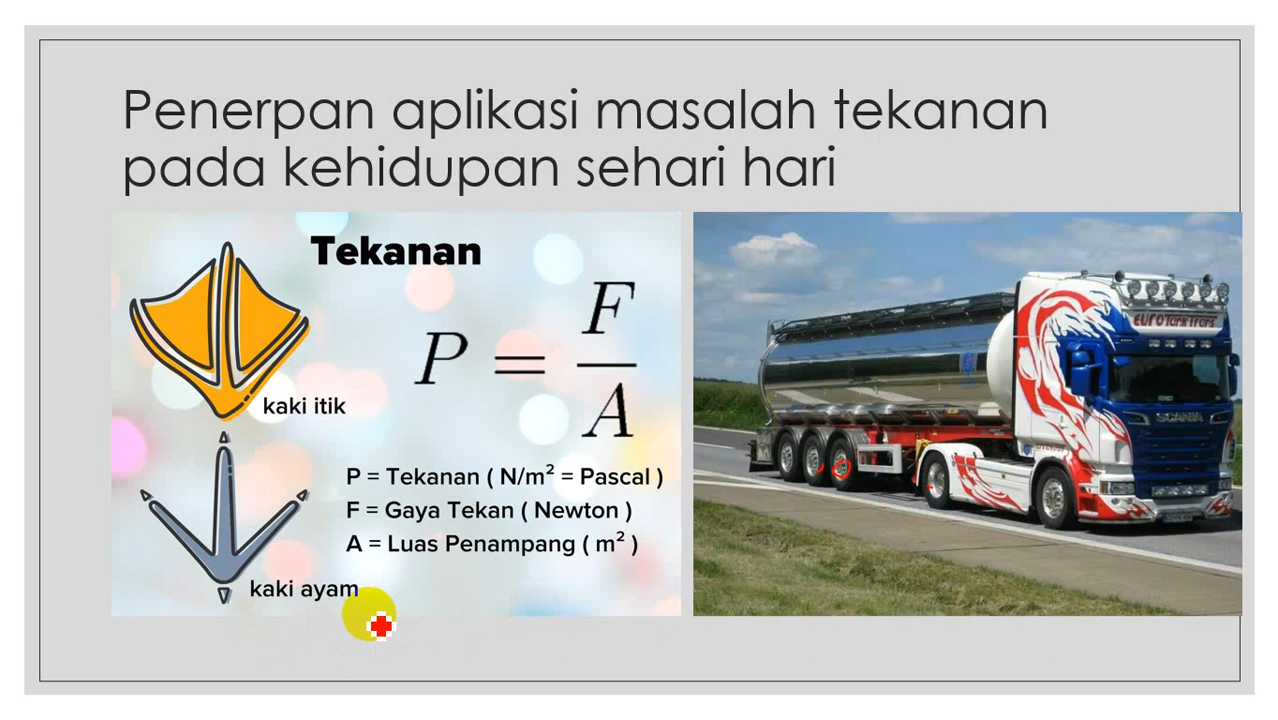 Penerpan aplikasi masalah tekanan
pada kehidupan sehari hari
Tekanan
P = F
A
kaki itik
P = Tekanan ( N/m² = Pascal )
F = Gaya Tekan ( Newton )
A = Luas Penampang ( m² )
kaki ayam
EUROTankTrans
SCANIA